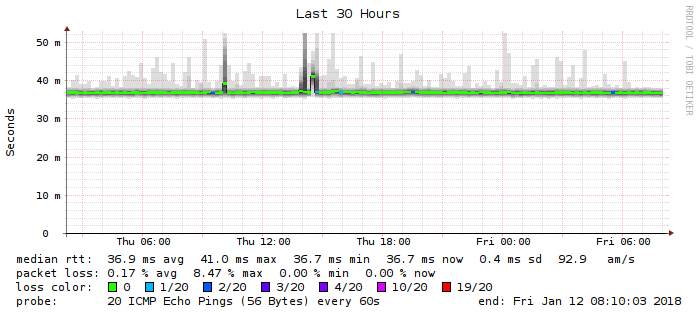 Last 30 Hours
RRDTOOL / TOBI OETIKER
Seconds
50 m
40 m
30 m
20 m
10 m
0
Thu 06:00 Thu 12:00 Thu 18:00 Fri 00:00 Fri 06:00
median rtt: 36.9 ms avg 41.0 ms max 36.7 ms min 36.7 ms now 0.4 ms sd 92.9 am/s
packet loss: 0.17 % avg 8.47 % max 0.00 % min 0.00 % now
loss color: 0 1/20 2/20 3/20 4/20 10/20 19/20
probe: 20 ICMP Echo Pings (56 Bytes) every 60s end: Fri Jan 12 08:10:03 2018